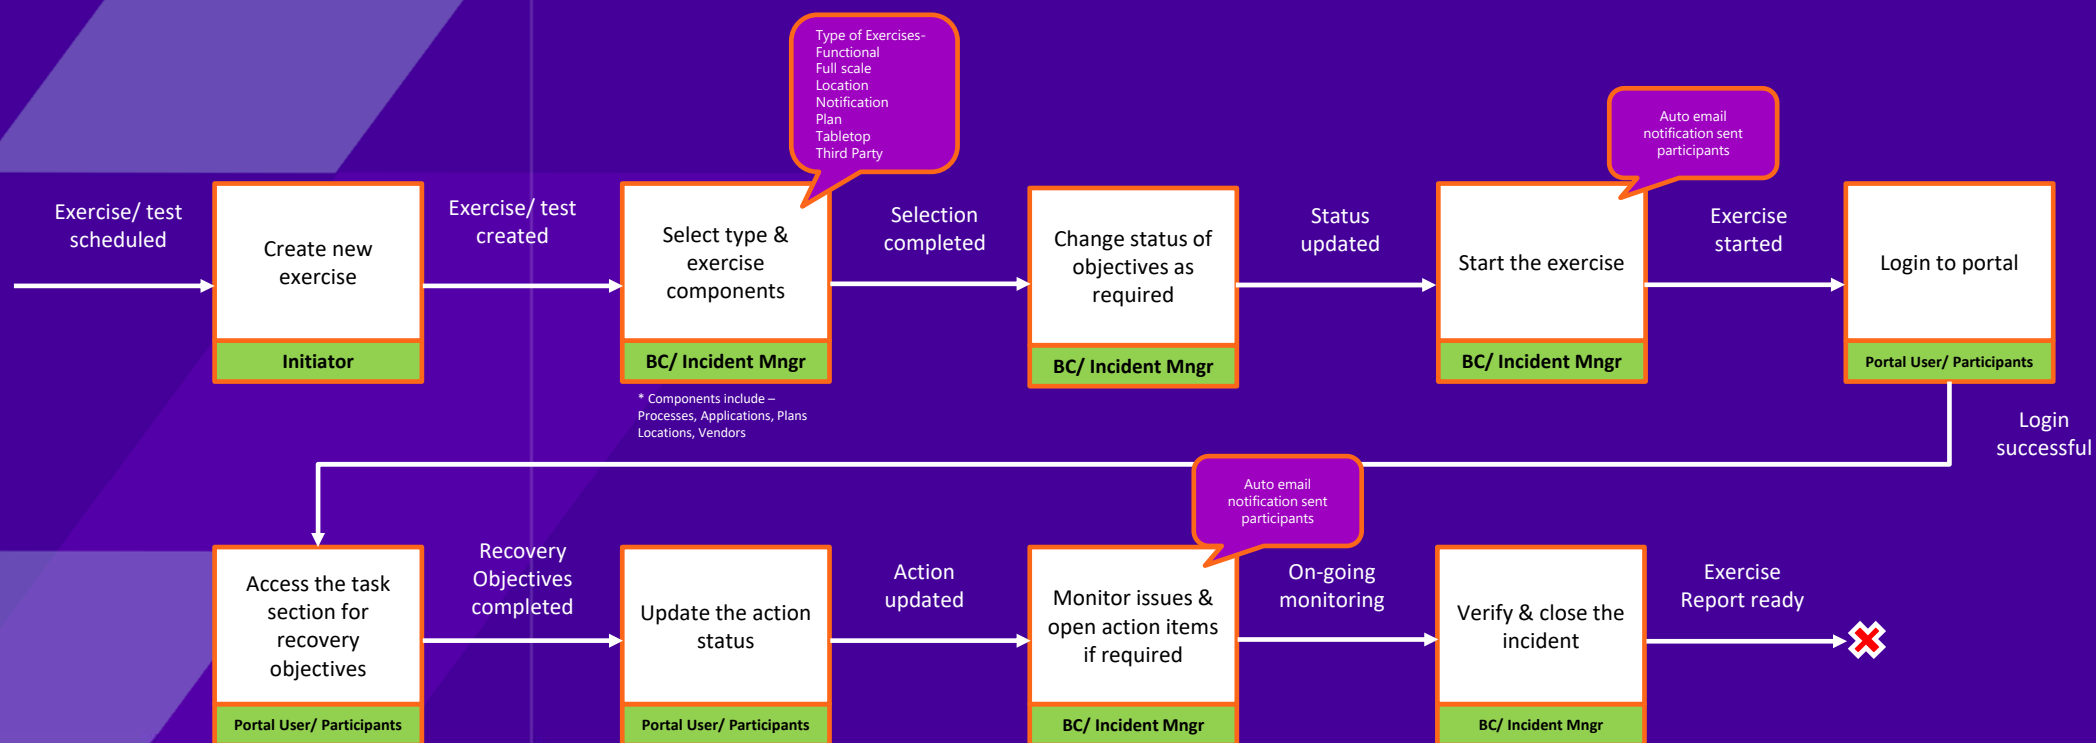 Type of Exercises-
Functional
Full scale
Location
Notification
Plan
Tabletop
Third Party
Auto email
notification sent
participants
Exercise/ test
scheduled
Create new
exercise
Initiator
Exercise/ test
created
Select type &
exercise
components
BC/ Incident Mngr
* Components include –
Processes, Applications, Plans
Locations, Vendors
Selection
completed
Change status of
objectives as
required
BC/ Incident Mngr
Status
updated
Start the exercise
BC/ Incident Mngr
Exercise
started
Login to portal
Portal User/ Participants
Login
successful
Access the task
section for
recovery
objectives
Portal User/ Participants
Recovery
Objectives
completed
Update the action
status
Portal User/ Participants
Action
updated
Auto email
notification sent
participants
Monitor issues &
open action items
if required
BC/ Incident Mngr
On-going
monitoring
Verify & close the
incident
BC/ Incident Mngr
Exercise
Report ready